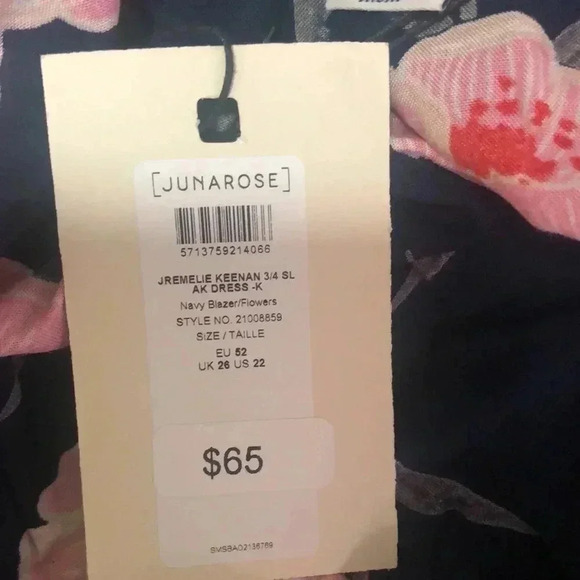 [JUNAROSE]
5713759214066
JREMELIE KEENAN 3/4 SL
AK DRESS -K
Navy Blazer/Flowers
STYLE NO. 21008859
SIZE / TAILLE
EU 52
UK 26 US 22
$65